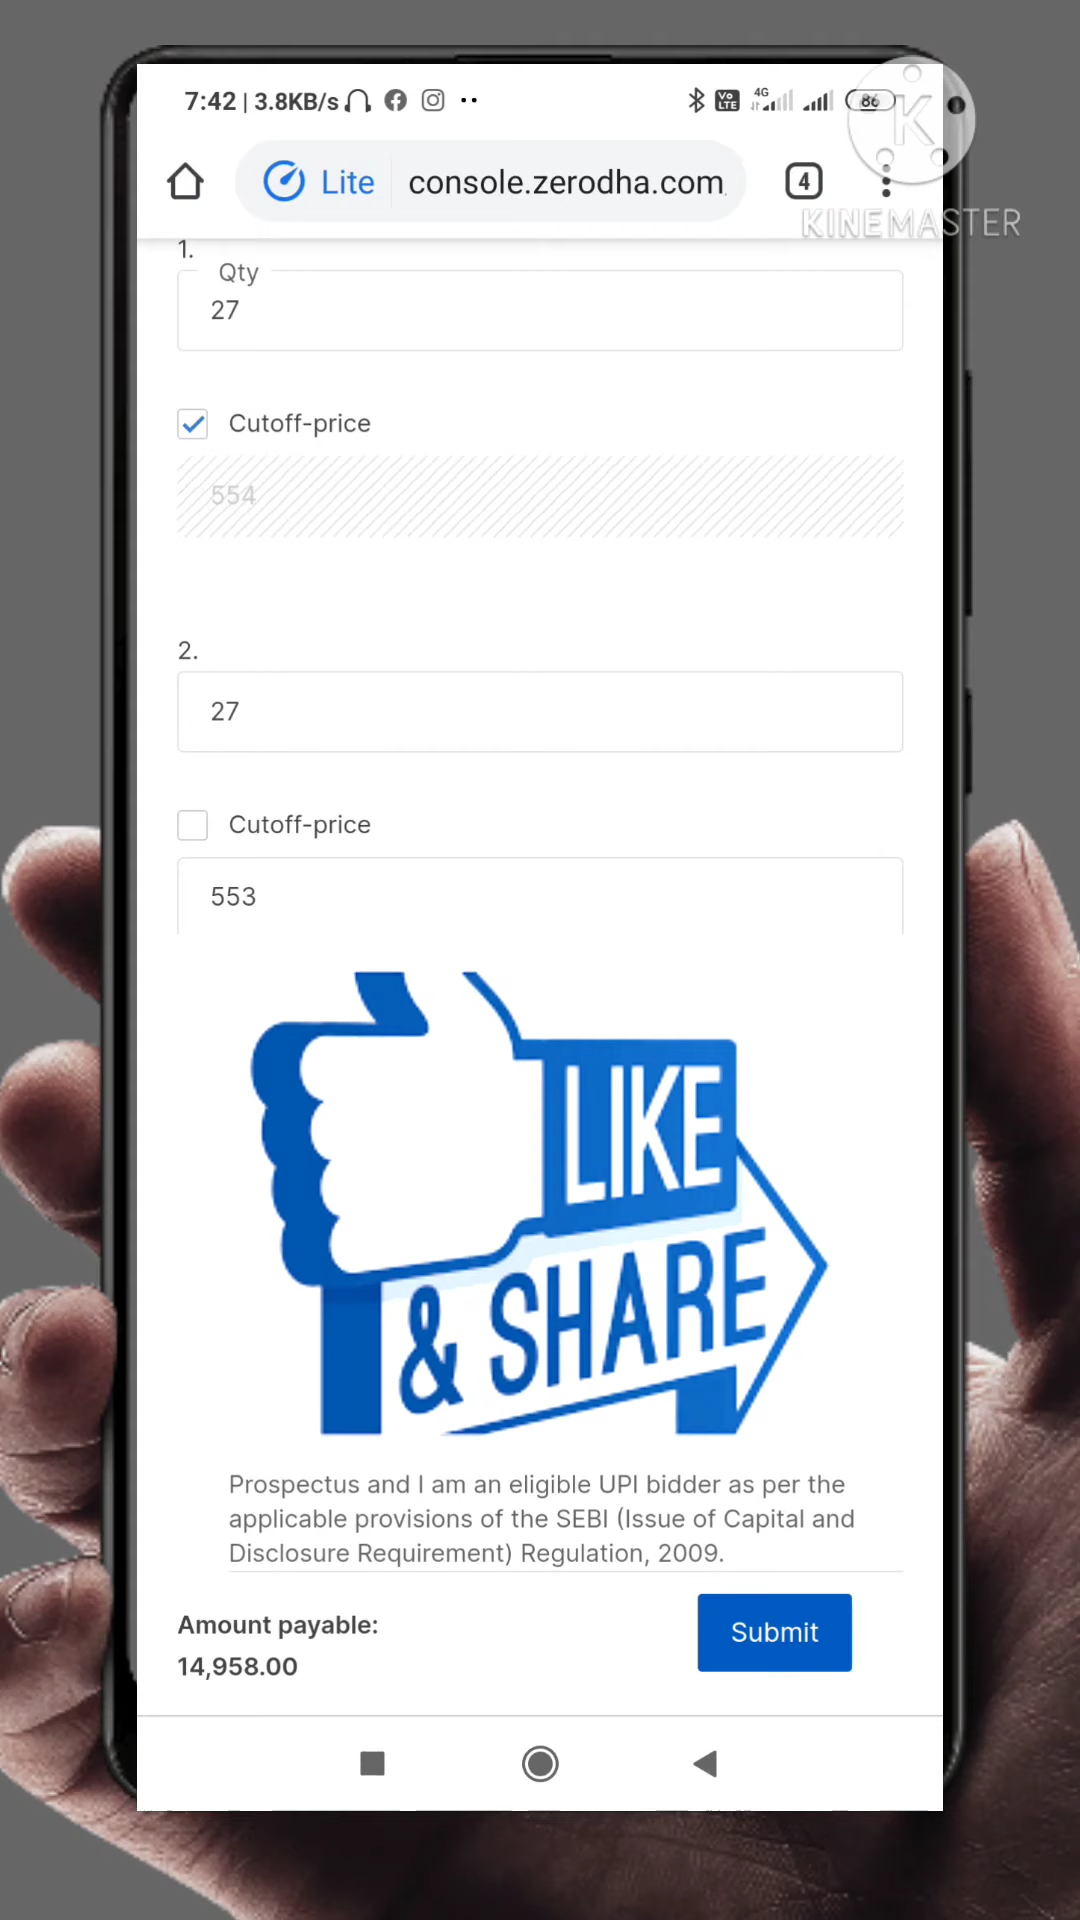 7:42 | 3.8KB/s
Vo LTE 4G 86
K
KINEMASTER
Lite console.zerodha.com
4
1.
Qty
27
Cutoff-price
554
2.
27
Cutoff-price
553
LIKE
& SHARE
Prospectus and I am an eligible UPI bidder as per the
applicable provisions of the SEBI (Issue of Capital and
Disclosure Requirement) Regulation, 2009.
Amount payable:
14,958.00
Submit